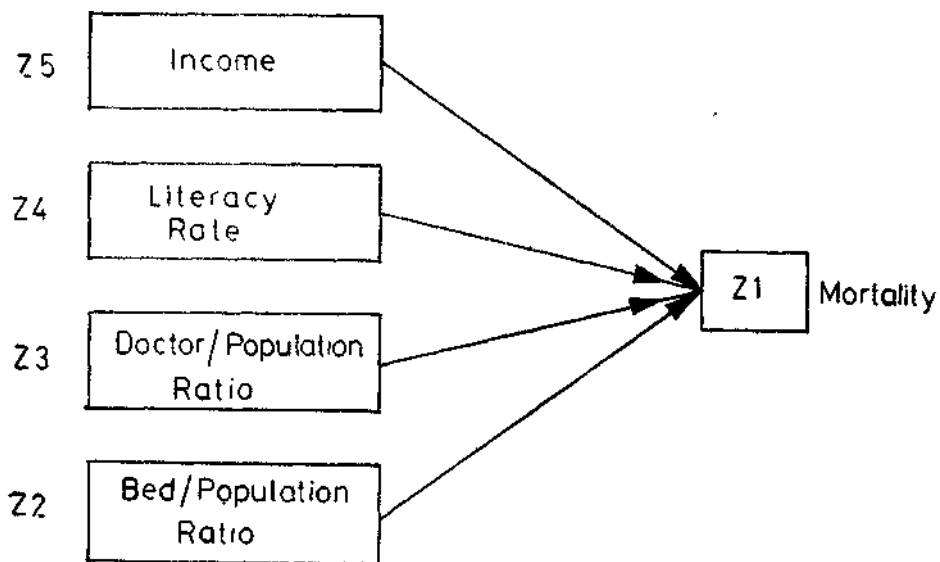 Z5
Income
Z4
Literacy
Rate
Z1
Mortality
Z3
Doctor/Population
Ratio
Z2
Bed/Population
Ratio